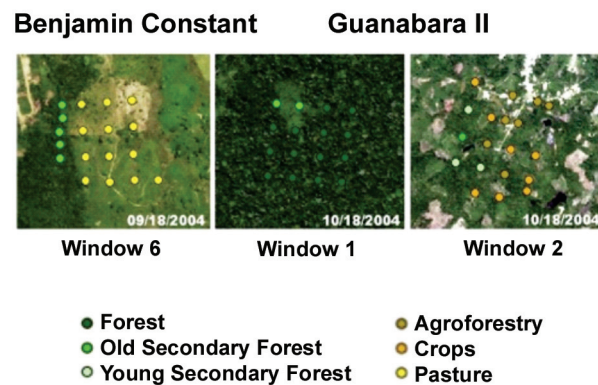 Benjamin Constant
Guanabara II
09/18/2004
10/18/2004
10/18/2004
Window 6
Window 1
Window 2
Forest
Old Secondary Forest
Young Secondary Forest
Agroforestry
Crops
Pasture